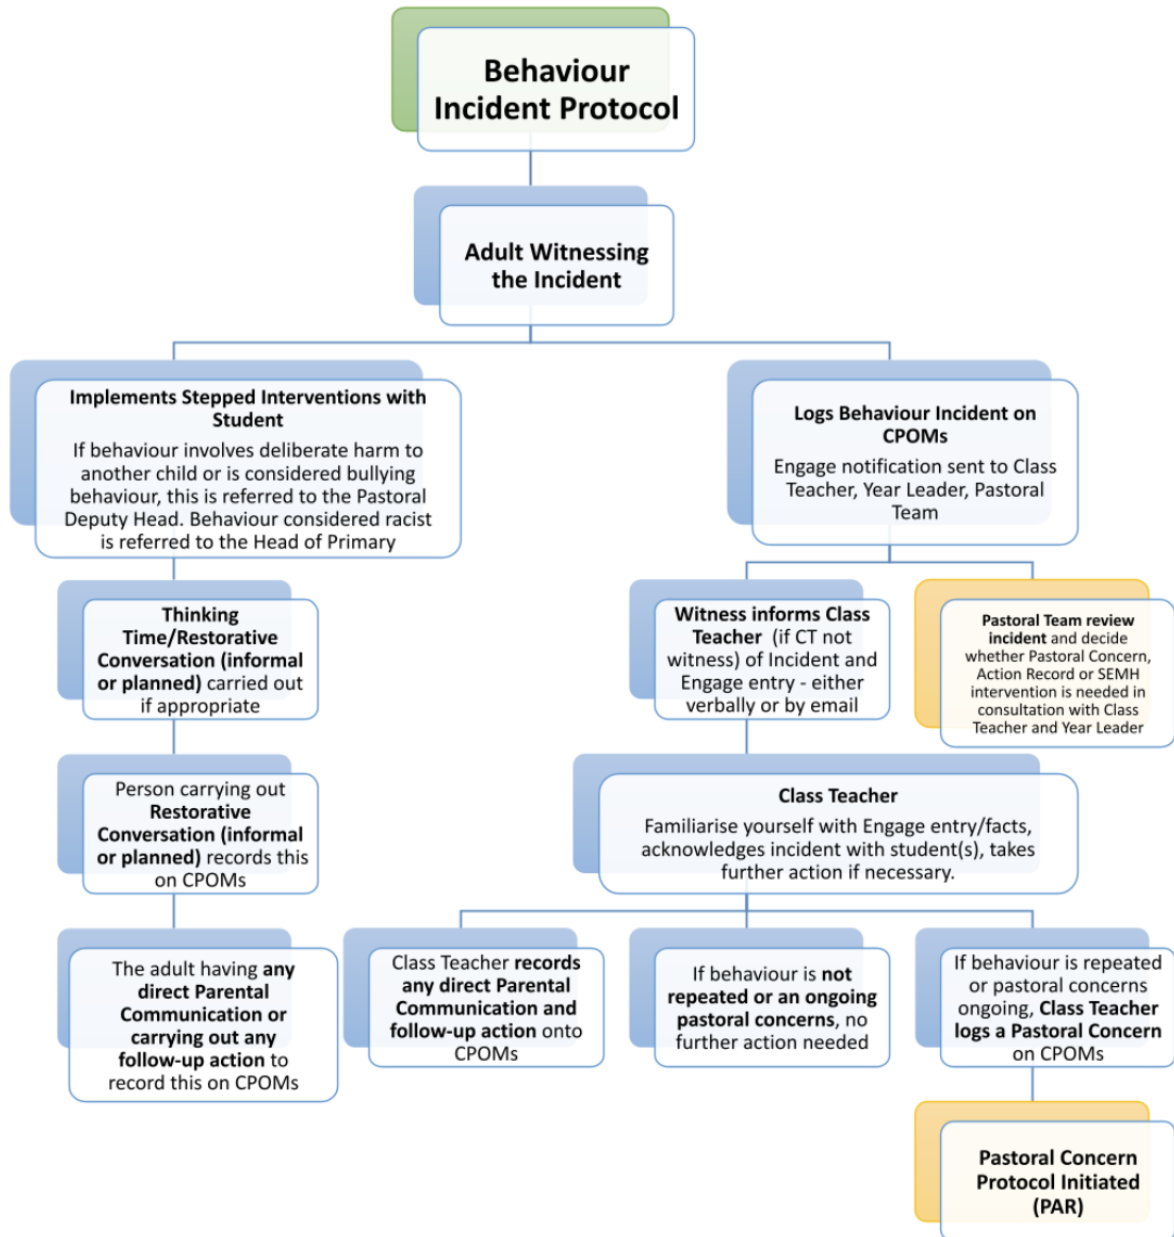 Behaviour
Incident Protocol
Adult Witnessing
the Incident
Implements Stepped Interventions with
Student
If behaviour involves deliberate harm to
another child or is considered bullying
behaviour, this is referred to the Pastoral
Deputy Head. Behaviour considered racist
is referred to the Head of Primary
Logs Behaviour Incident on
CPOMs
Engage notification sent to Class
Teacher, Year Leader, Pastoral
Team
Thinking
Time/Restorative
Conversation (informal
or planned) carried out
if appropriate
Witness informs Class
Teacher (if CT not
witness) of Incident and
Engage entry - either
verbally or by email
Pastoral Team review
incident and decide
whether Pastoral Concern,
Action Record or SEMH
intervention is needed in
consultation with Class
Teacher and Year Leader
Person carrying out
Restorative
Conversation (informal
or planned) records this
on CPOMs
Class Teacher
Familiarise yourself with Engage entry/facts,
acknowledges incident with student(s), takes
further action if necessary.
The adult having any
direct Parental
Communication or
carrying out any
follow-up action to
record this on CPOMs
Class Teacher records
any direct Parental
Communication and
follow-up action onto
CPOMs
If behaviour is not
repeated or an ongoing
pastoral concerns, no
further action needed
If behaviour is repeated
or pastoral concerns
ongoing, Class Teacher
logs a Pastoral Concern
on CPOMs
Pastoral Concern
Protocol Initiated
(PAR)